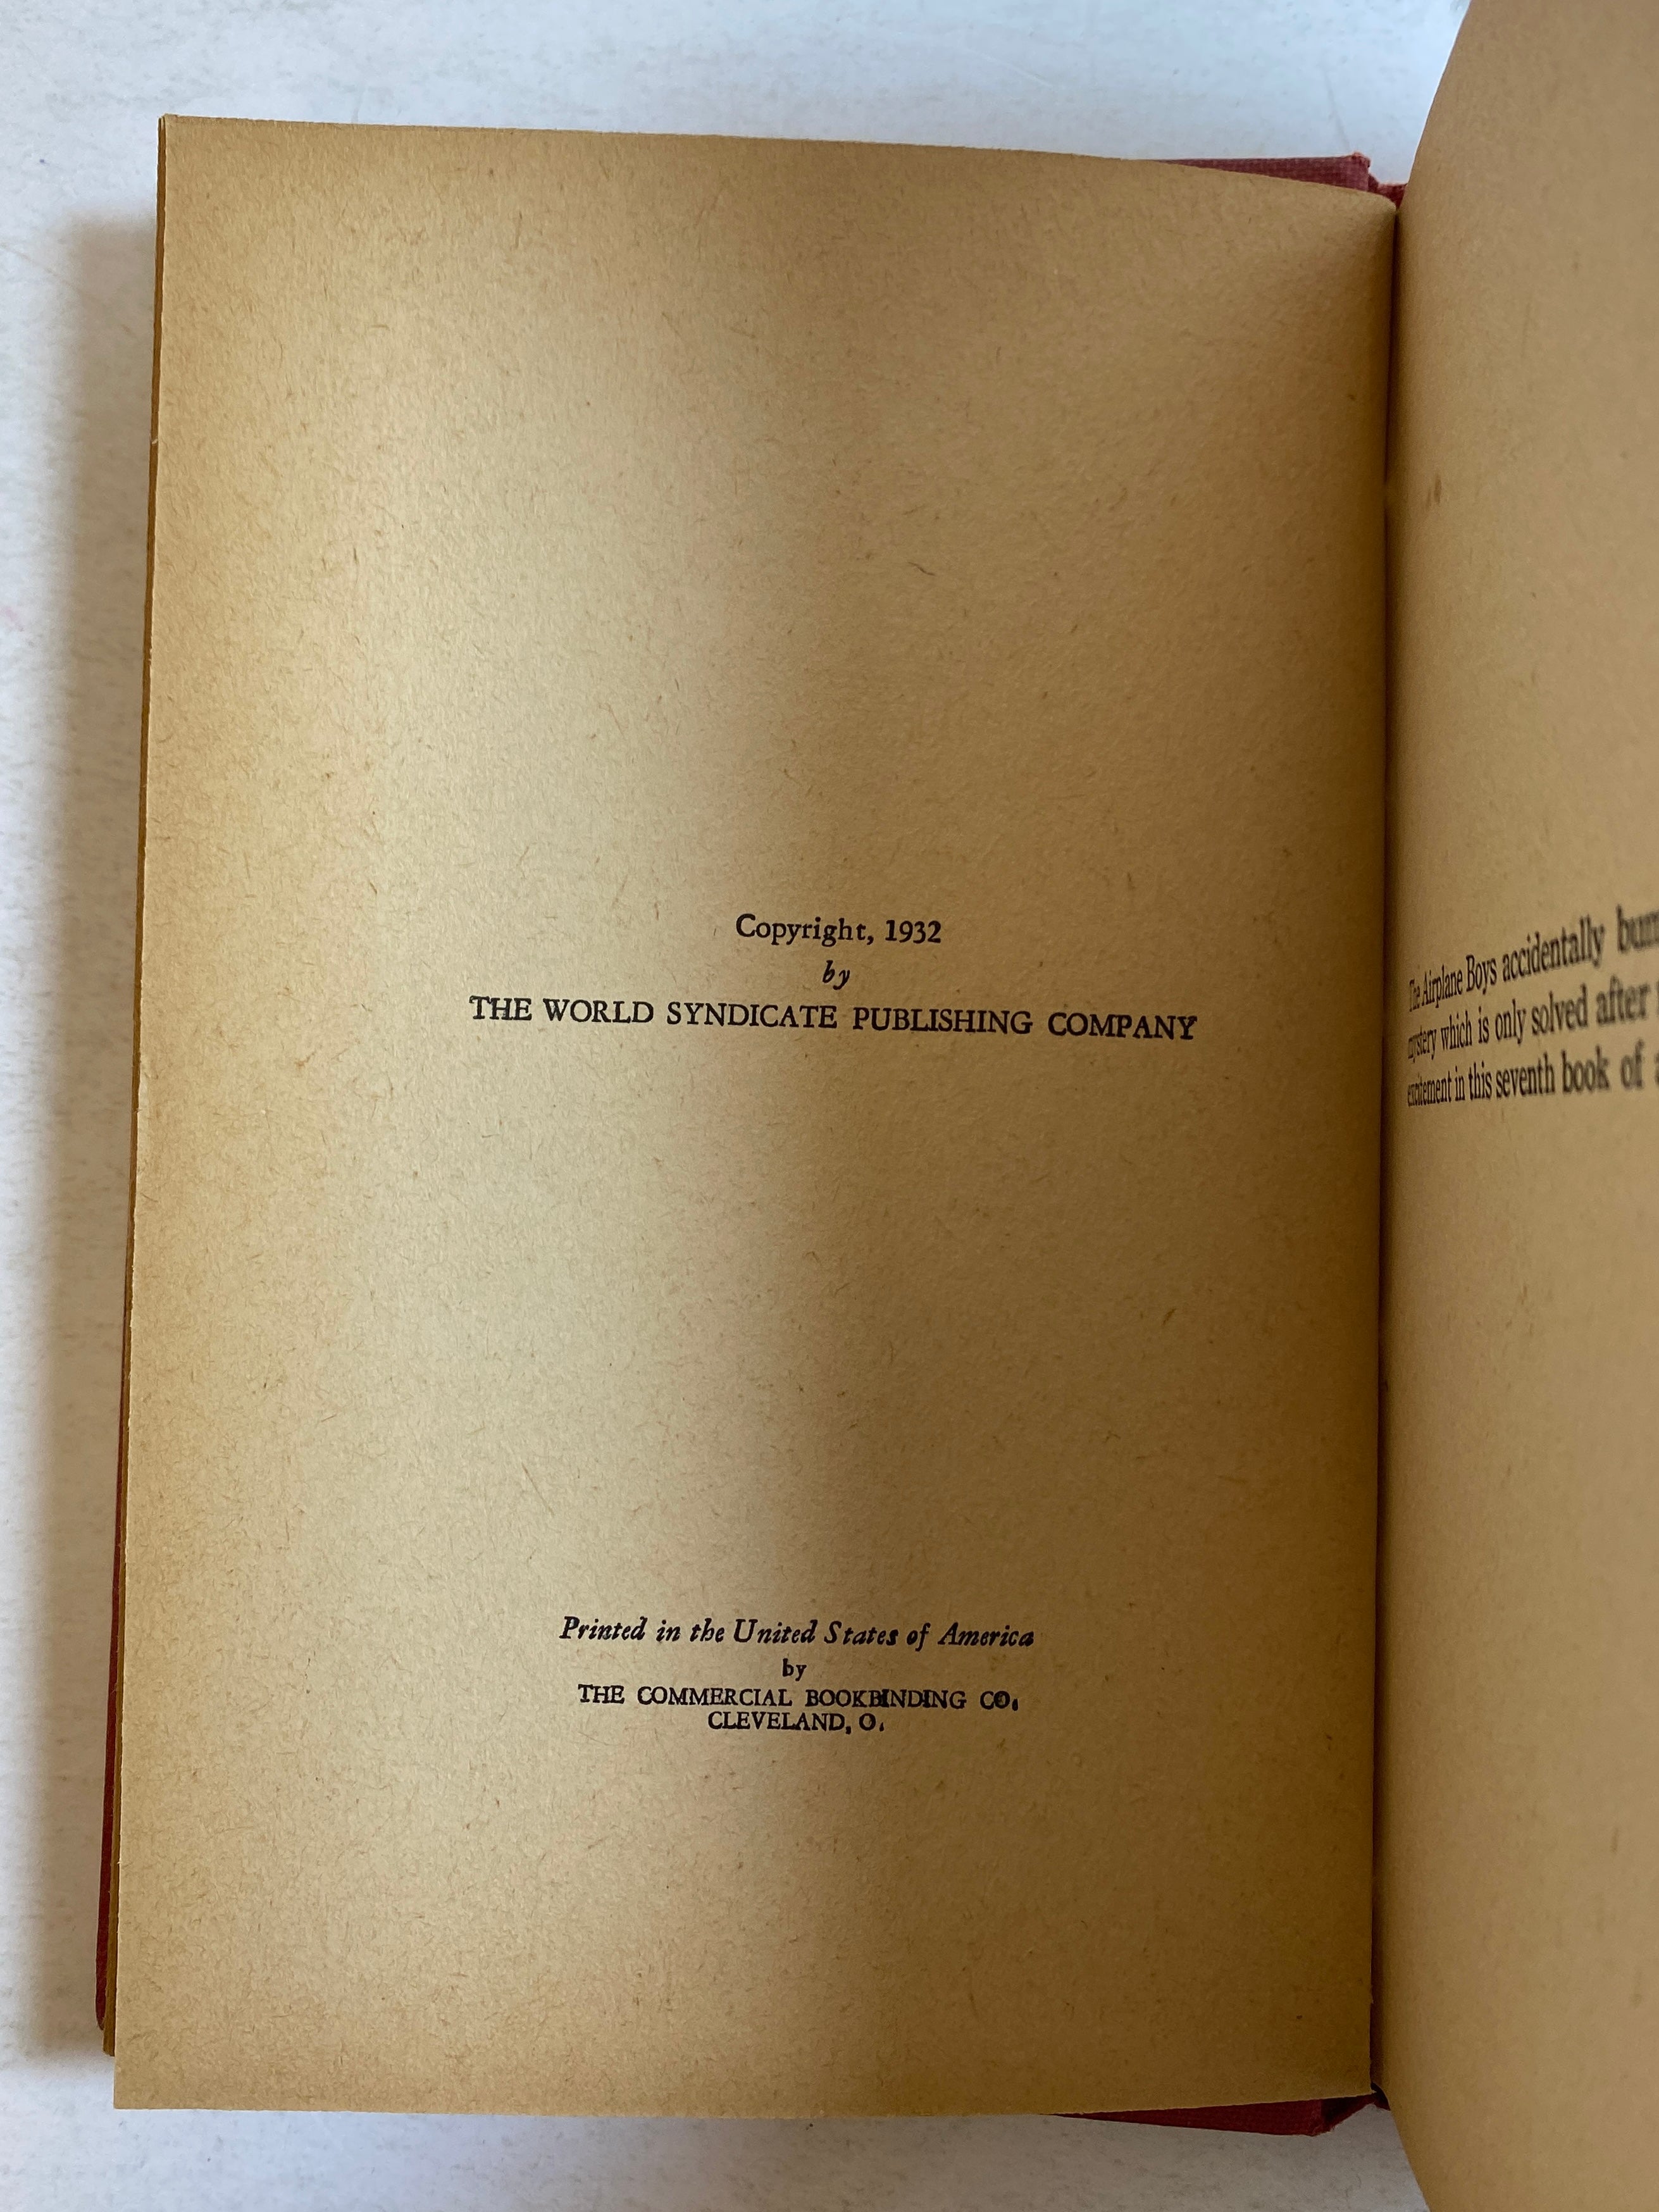 Copyright, 1932
by
THE WORLD SYNDICATE PUBLISHING COMPANY
Printed in the United States of America
by
THE COMMERCIAL BOOKBINDING CO.
CLEVELAND, O.
The Airplane Boys accidentally
mystery which is only solved after
excitement in this seventh book of